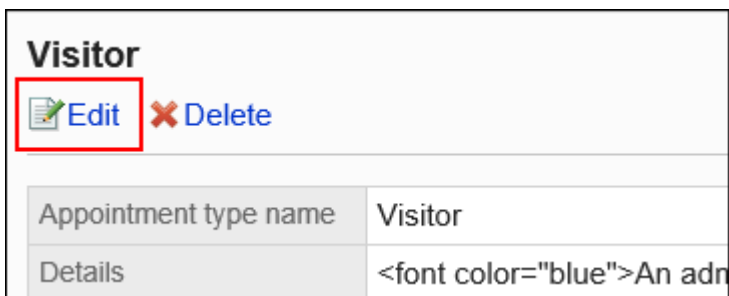 Visitor
Edit Delete
Appointment type name Visitor
Details <font color="blue">An adm